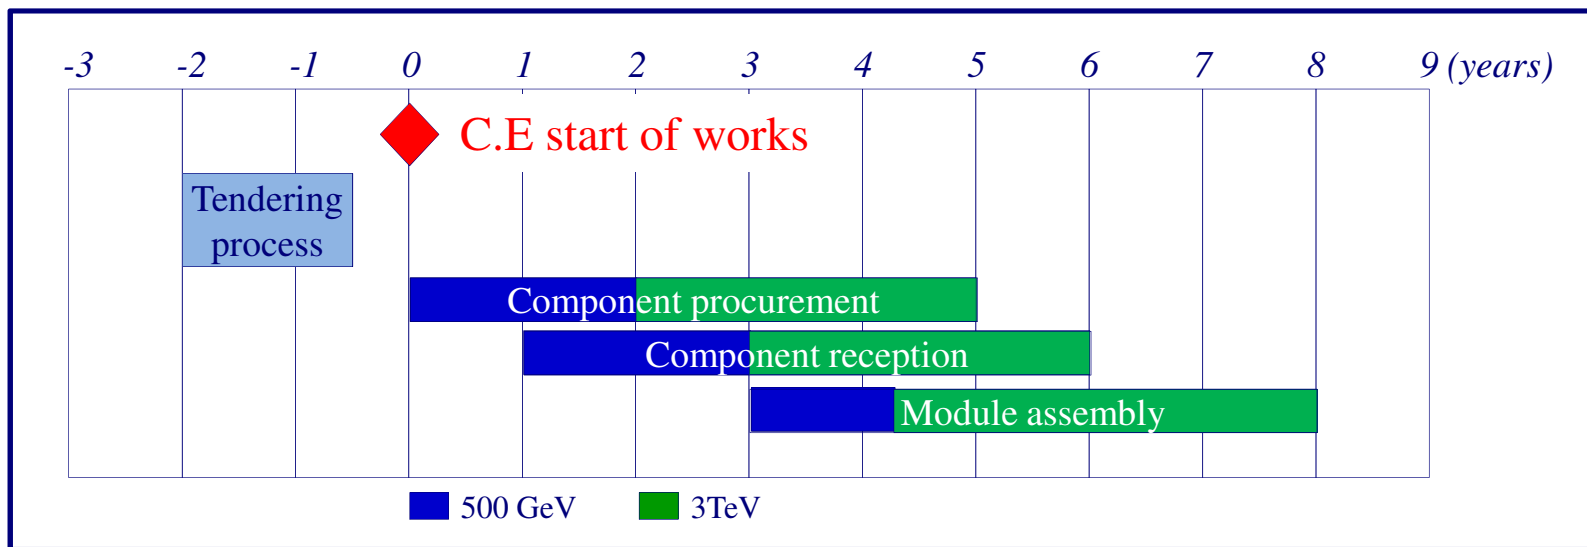 -3 -2 -1 0 1 2 3 4 5 6 7 8 9 (years)
C.E start of works
Tendering
process
Component procurement
Component reception
Module assembly
500 GeV 3TeV